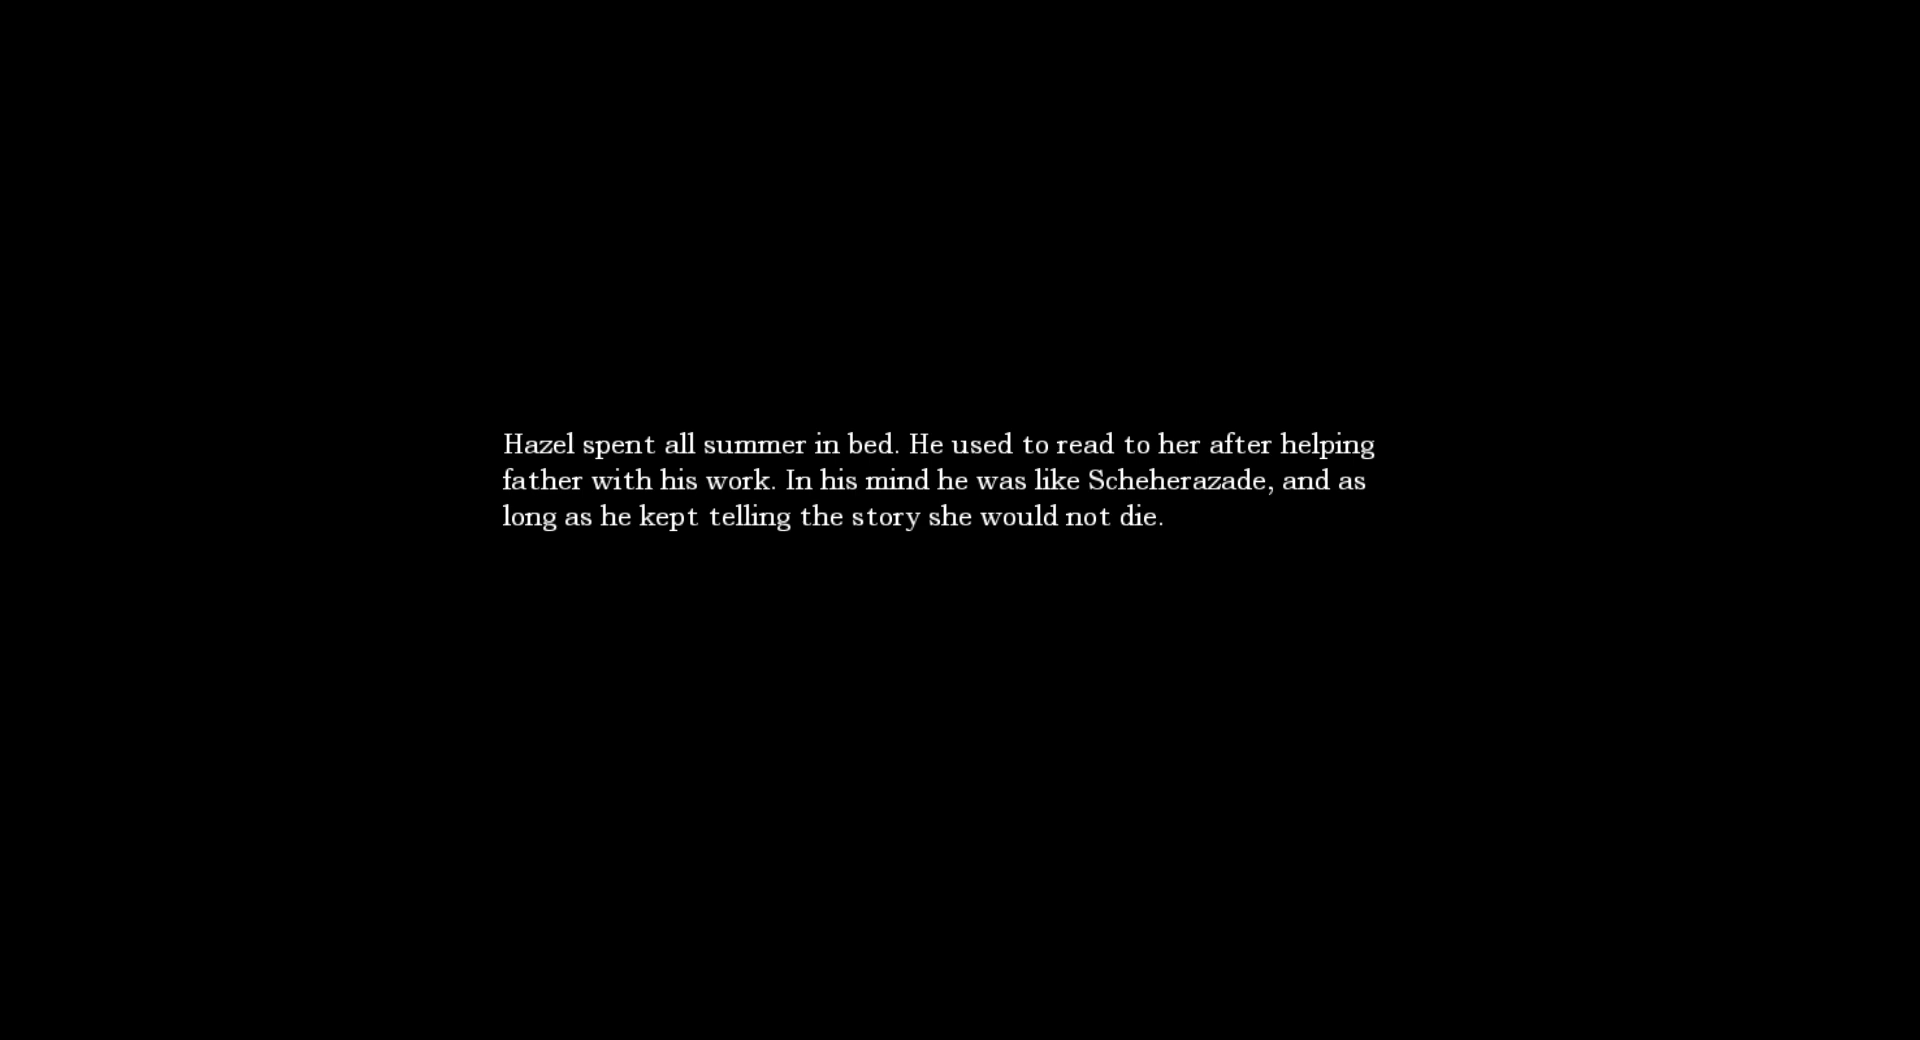 Hazel spent all summer in bed. He used to read to her after helping
father with his work. In his mind he was like Scheherazade, and as
long as he kept telling the story she would not die.